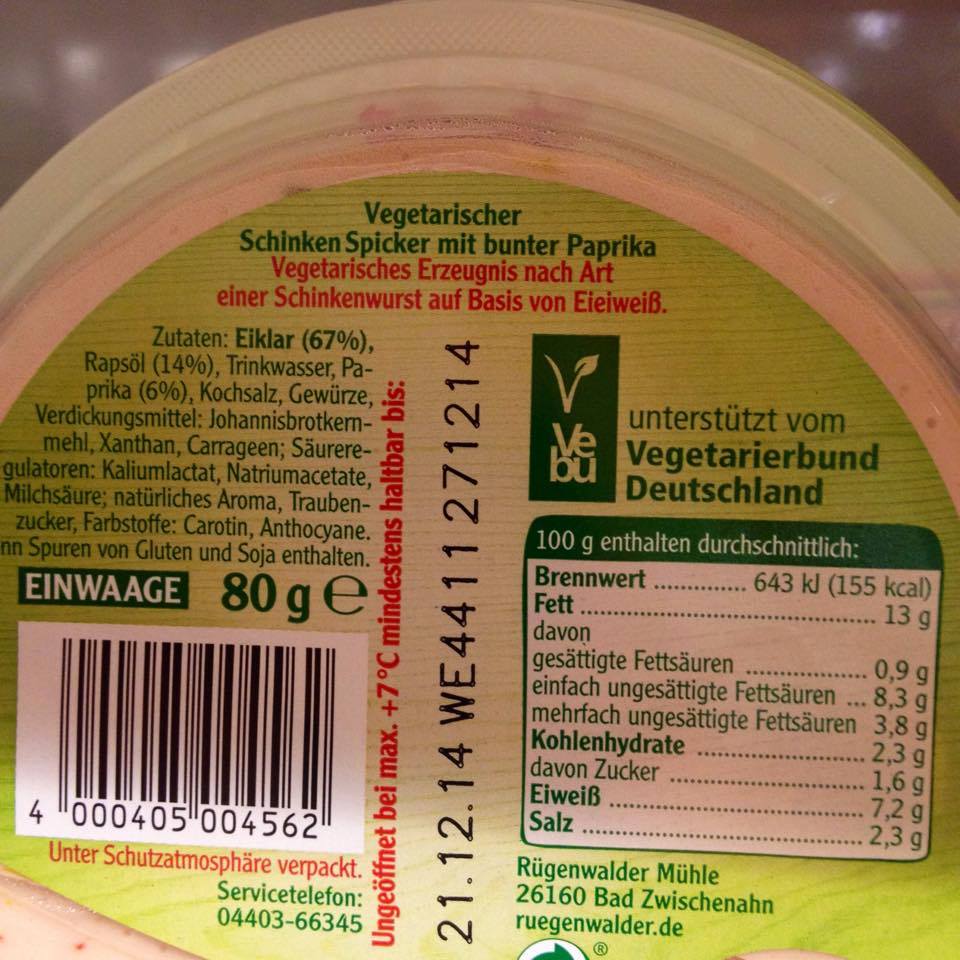 Vegetarischer
Schinken Spicker mit bunter Paprika
Vegetarisches Erzeugnis nach Art
einer Schinkenwurst auf Basis von Eieiweiß.
Zutaten: Eiklar (67%),
Rapsöl (14%), Trinkwasser, Pa-
prika (6%), Kochsalz, Gewürze,
Verdickungsmittel: Johannisbrotkern-
mehl, Xanthan, Carrageen; Säurere-
gulatoren: Kaliumlactat, Natriumacetate,
Milchsäure; natürliches Aroma, Trauben-
zucker, Farbstoffe: Carotin, Anthocyane.
nn Spuren von Gluten und Soja enthalten.
EINWAAGE 80 g e
4 000405 004562
Unter Schutzatmosphäre verpackt.
Servicetelefon:
04403-66345
Ungeöffnet bei max. +7°C mindestens haltbar bis:
21.12.14 WE4411271214
Ve
bu
unterstützt vom
Vegetarierbund
Deutschland
100 g enthalten durchschnittlich:
Brennwert ............. 643 kJ (155 kcal)
Fett ........................................ 13 g
davon
gesättigte Fettsäuren ................ 0,9 g
einfach ungesättigte Fettsäuren ... 8,3 g
mehrfach ungesättigte Fettsäuren 3,8 g
Kohlenhydrate ...................... 2,3 g
davon Zucker ......................... 1,6 g
Eiweiß ................................... 7,2 g
Salz ....................................... 2,3 g
Rügenwalder Mühle
26160 Bad Zwischenahn
ruegenwalder.de
®